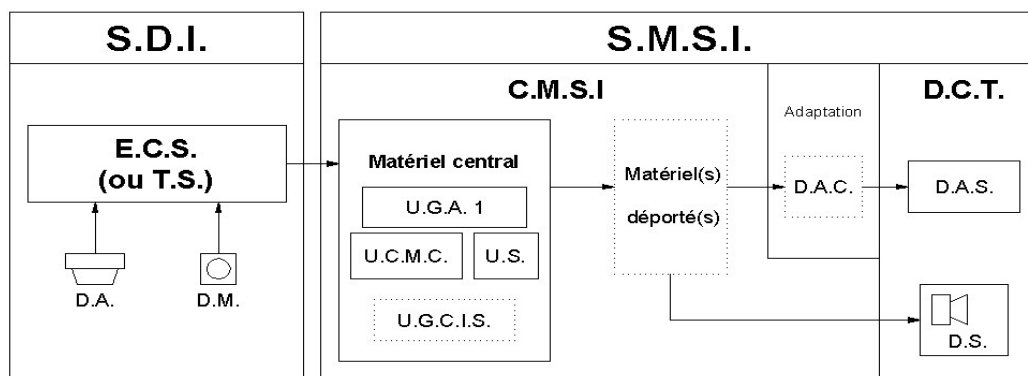 S.D.I.
S.M.S.I.
E.C.S.
(ou T.S.)
D.A.
D.M.
C.M.S.I
Matériel central
U.G.A. 1
U.C.M.C.
U.S.
U.G.C.I.S.
Matériel(s)
déporté(s)
Adaptation
D.A.C.
D.C.T.
D.A.S.
D.S.